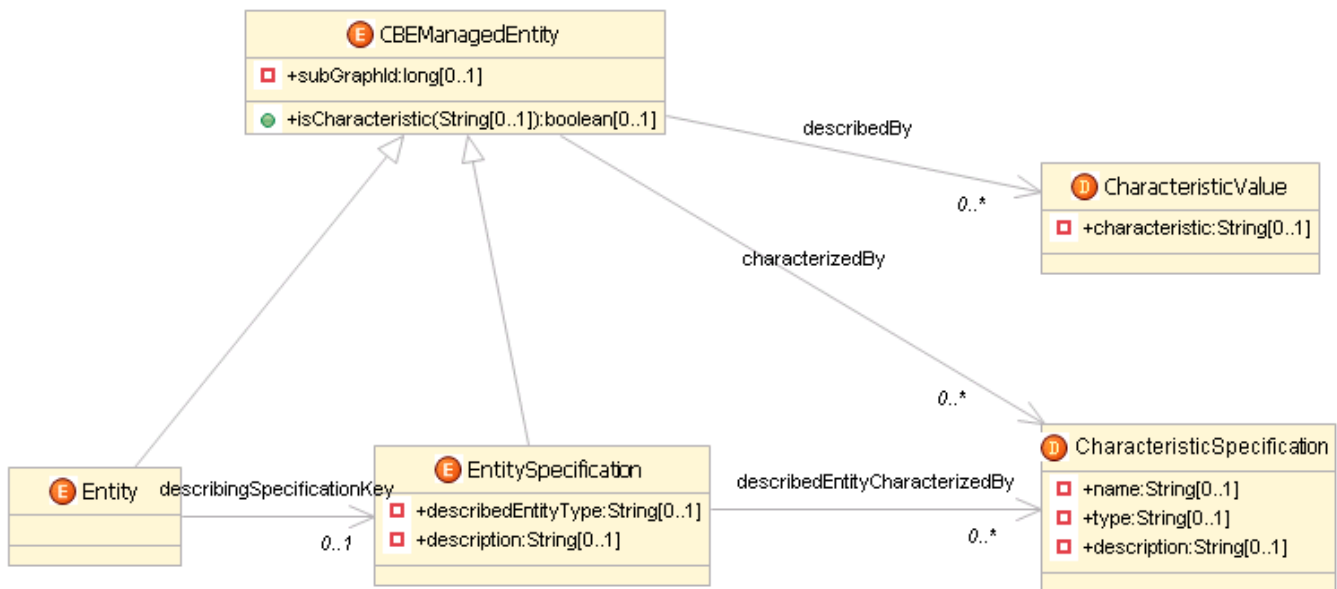 E CBEManagedEntity
+subGraphId:long[0..1]
+isCharacteristic(String[0..1]):boolean[0..1]
describedBy
0..*
D CharacteristicValue
+characteristic:String[0..1]
characterizedBy
0..*
E Entity
describingSpecificationKey
0..1
E EntitySpecification
+describedEntityType:String[0..1]
+description:String[0..1]
describedEntityCharacterizedBy
0..*
D CharacteristicSpecification
+name:String[0..1]
+type:String[0..1]
+description:String[0..1]